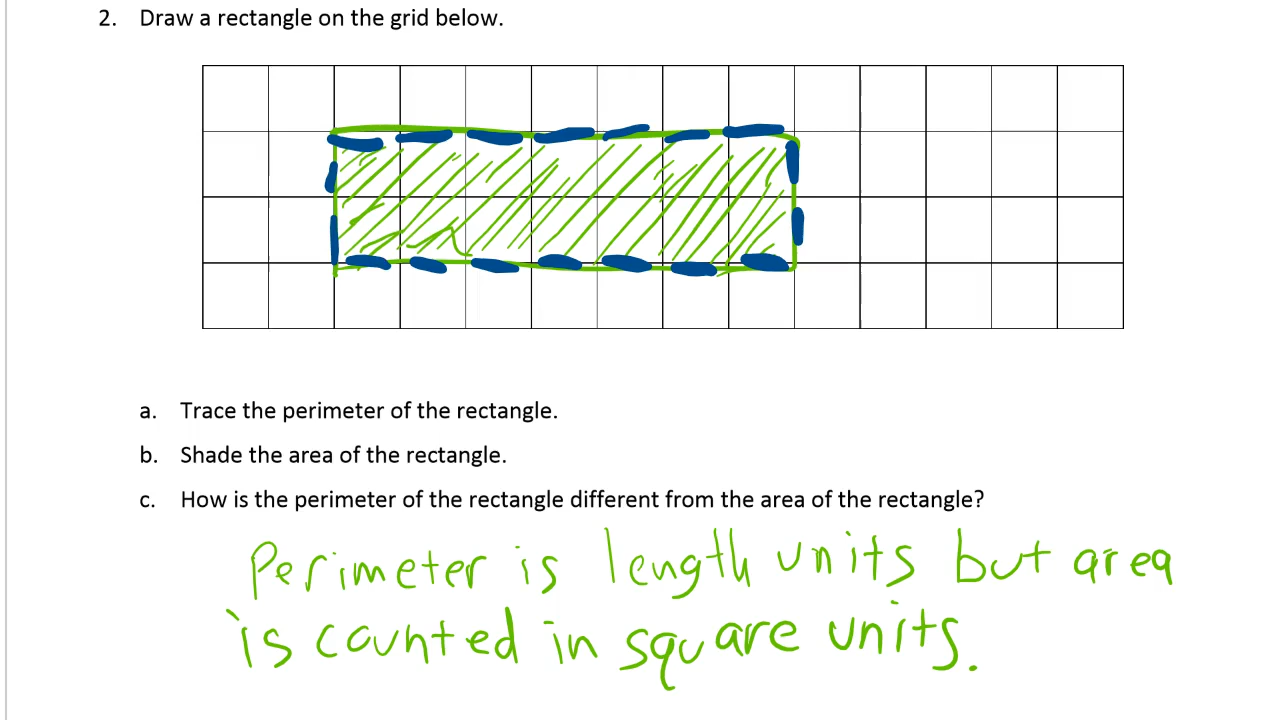 2. Draw a rectangle on the grid below.
a. Trace the perimeter of the rectangle.
b. Shade the area of the rectangle.
c. How is the perimeter of the rectangle different from the area of the rectangle?
Perimeter is length units but area
is counted in square units.